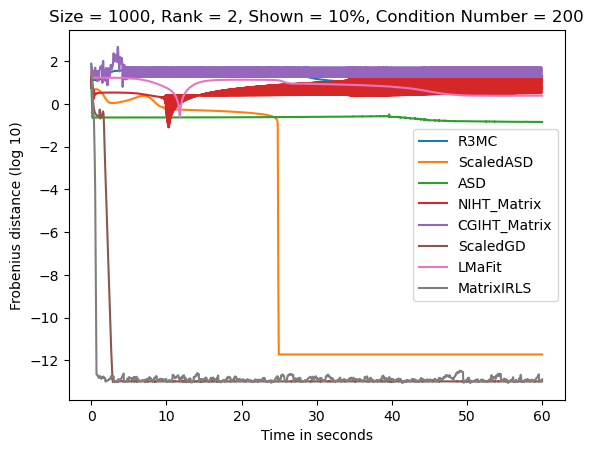 Size = 1000, Rank = 2, Shown = 10%, Condition Number = 200
Frobenius distance (log 10)
2
0
−2
−4
−6
−8
−10
−12
R3MC
ScaledASD
ASD
NIHT_Matrix
CGIHT_Matrix
ScaledGD
LMaFit
MatrixIRLS
0 10 20 30 40 50 60
Time in seconds